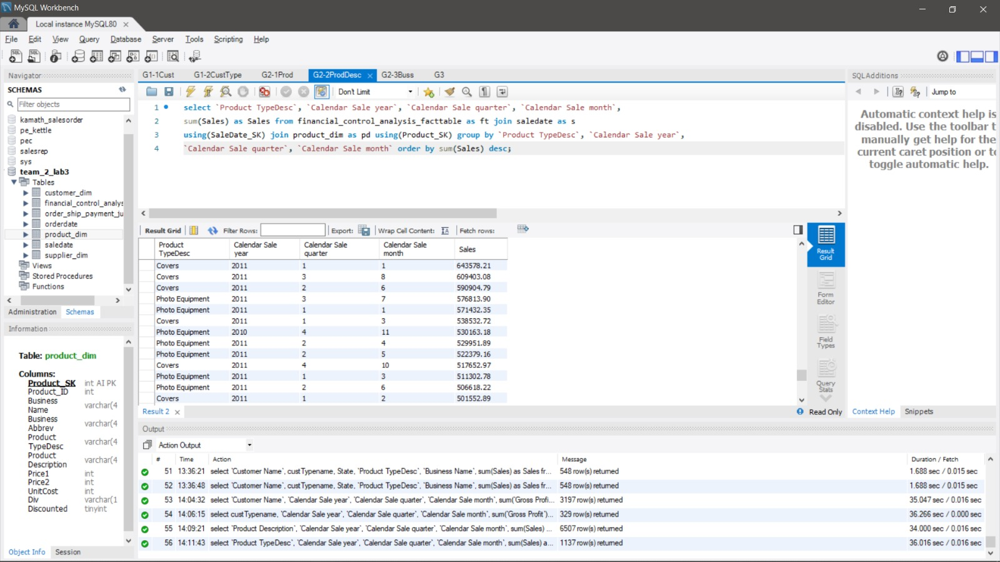 MySQL Workbench
Local instance MySQL80
File Edit View Query Database Server Tools Scripting Help
Navigator
SCHEMAS
Filter objects
kamath_salesorder
pe_kettle
pec
salesrep
sys
team_2_lab3
Tables
customer_dim
financial_control_analys
order_ship_payment_ju
orderdate
product_dim
saledate
supplier_dim
Views
Stored Procedures
Functions
Administration Schemas
Information
Table: product_dim
Columns:
Product_SK int AI PK
Product_ID int
Business
Name varchar(4
Business
Abbrev varchar(4
Product
TypeDesc varchar(4
Product
Description varchar(4
Price1 int
Price2 int
UnitCost int
Div varchar(1
Discounted tinyint
Object Info Session
G1-1Cust G1-2CustType G2-1Prod G2-2ProdDesc G2-3Buss G3
Don't Limit
1 select `Product TypeDesc`, `Calendar Sale year`, `Calendar Sale quarter`, `Calendar Sale month`,
2 sum(Sales) as Sales from financial_control_analysis_facttable as ft join saledate as s
3 using(SaleDate_SK) join product_dim as pd using(Product_SK) group by `Product TypeDesc`, `Calendar Sale year`,
4 `Calendar Sale quarter`, `Calendar Sale month` order by sum(Sales) desc;
Result Grid Filter Rows: Export: Wrap Cell Content: Fetch rows:
Product TypeDesc Calendar Sale year Calendar Sale quarter Calendar Sale month Sales
Covers 2011 1 1 643578.21
Covers 2011 3 8 609403.08
Covers 2011 2 6 590904.79
Photo Equipment 2011 3 7 576813.90
Photo Equipment 2011 1 1 571432.35
Covers 2011 1 3 538532.72
Photo Equipment 2010 4 11 530163.18
Photo Equipment 2011 2 4 529951.89
Photo Equipment 2011 2 5 522379.16
Covers 2011 4 10 517652.97
Photo Equipment 2011 1 3 511302.78
Photo Equipment 2011 2 6 506618.22
Covers 2011 1 2 501552.89
Result Grid
Form Editor
Field Types
Query Stats
Result 2
Read Only
SQLAdditions
Jump to
Automatic context help is
disabled. Use the toolbar t
manually get help for the
current caret position or to
toggle automatic help.
Context Help Snippets
Output
Action Output
# Time Action Message Duration / Fetch
51 13:36:21 select `Customer Name`, custTypename, State, `Product TypeDesc`, `Business Name`, sum(Sales) as Sales fr... 548 row(s) returned 1.688 sec / 0.015 sec
52 13:36:48 select `Customer Name`, custTypename, State, `Product TypeDesc`, `Business Name`, sum(Sales) as Sales fr... 548 row(s) returned 1.688 sec / 0.015 sec
53 14:04:32 select `Customer Name`, `Calendar Sale year`, `Calendar Sale quarter`, `Calendar Sale month`, sum(`Gross Profi... 3197 row(s) returned 35.047 sec / 0.016 sec
54 14:06:15 select custTypename, `Calendar Sale year`, `Calendar Sale quarter`, `Calendar Sale month`, sum(`Gross Profit`)... 329 row(s) returned 36.266 sec / 0.000 sec
55 14:09:21 select `Product Description`, `Calendar Sale year`, `Calendar Sale quarter`, `Calendar Sale month`, sum(Sales) ... 6507 row(s) returned 34.000 sec / 0.016 sec
56 14:11:43 select `Product TypeDesc`, `Calendar Sale year`, `Calendar Sale quarter`, `Calendar Sale month`, sum(Sales) a... 1137 row(s) returned 36.016 sec / 0.016 sec